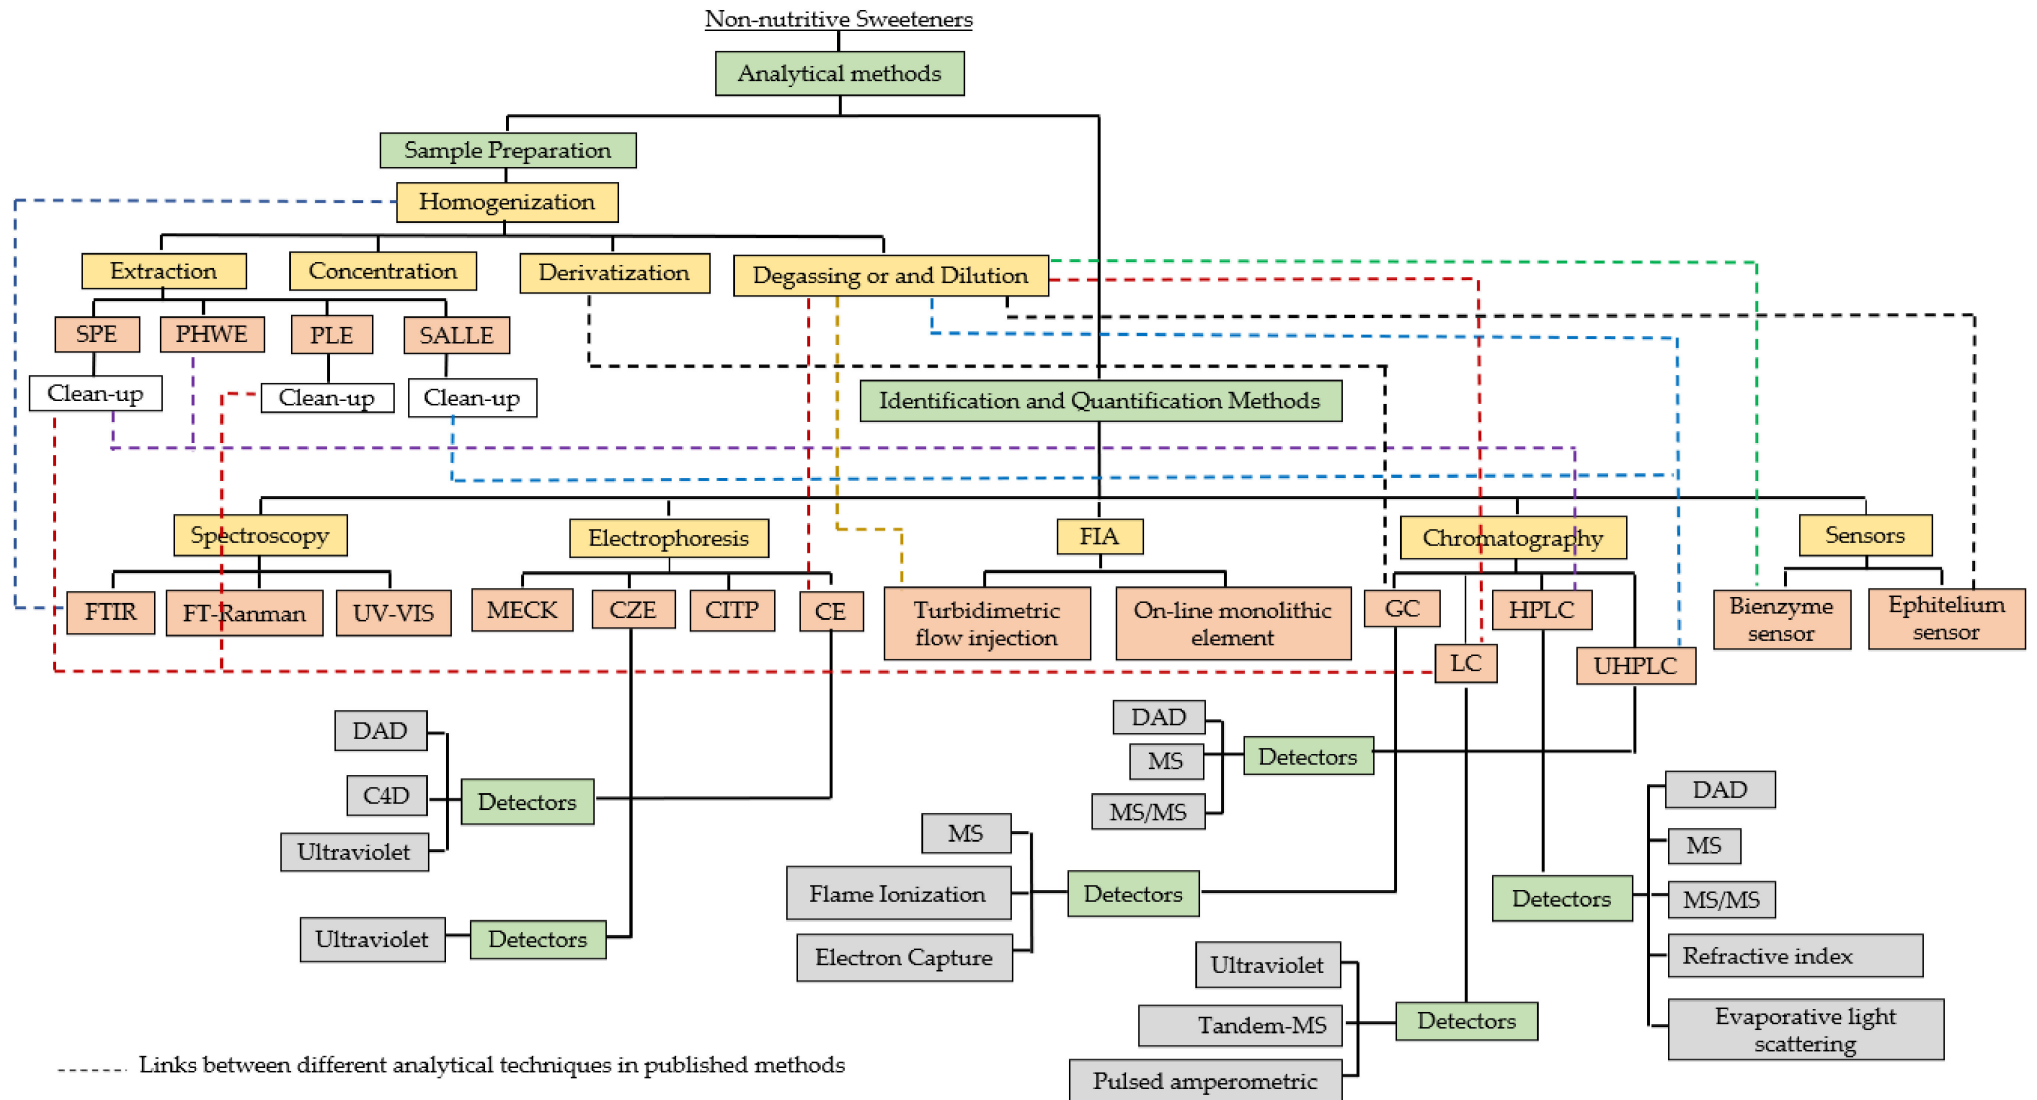 Non-nutritive Sweeteners
Analytical methods
Sample Preparation
Homogenization
Extraction
Concentration
Derivatization
Degassing or and Dilution
SPE
PHWE
PLE
SALLE
Clean-up
Clean-up
Clean-up
Identification and Quantification Methods
Spectroscopy
Electrophoresis
FIA
Chromatography
Sensors
FTIR
FT-Ranman
UV-VIS
MECK
CZE
CITP
CE
Turbidimetric
flow injection
On-line monolithic
element
GC
HPLC
LC
UHPLC
Bienzyme
sensor
Ephitelium
sensor
DAD
C4D
Ultraviolet
Detectors
Ultraviolet
Detectors
DAD
MS
MS/MS
Detectors
MS
Flame Ionization
Electron Capture
Detectors
Ultraviolet
Tandem-MS
Pulsed amperometric
Detectors
Detectors
DAD
MS
MS/MS
Refractive index
Evaporative light
scattering
Links between different analytical techniques in published methods